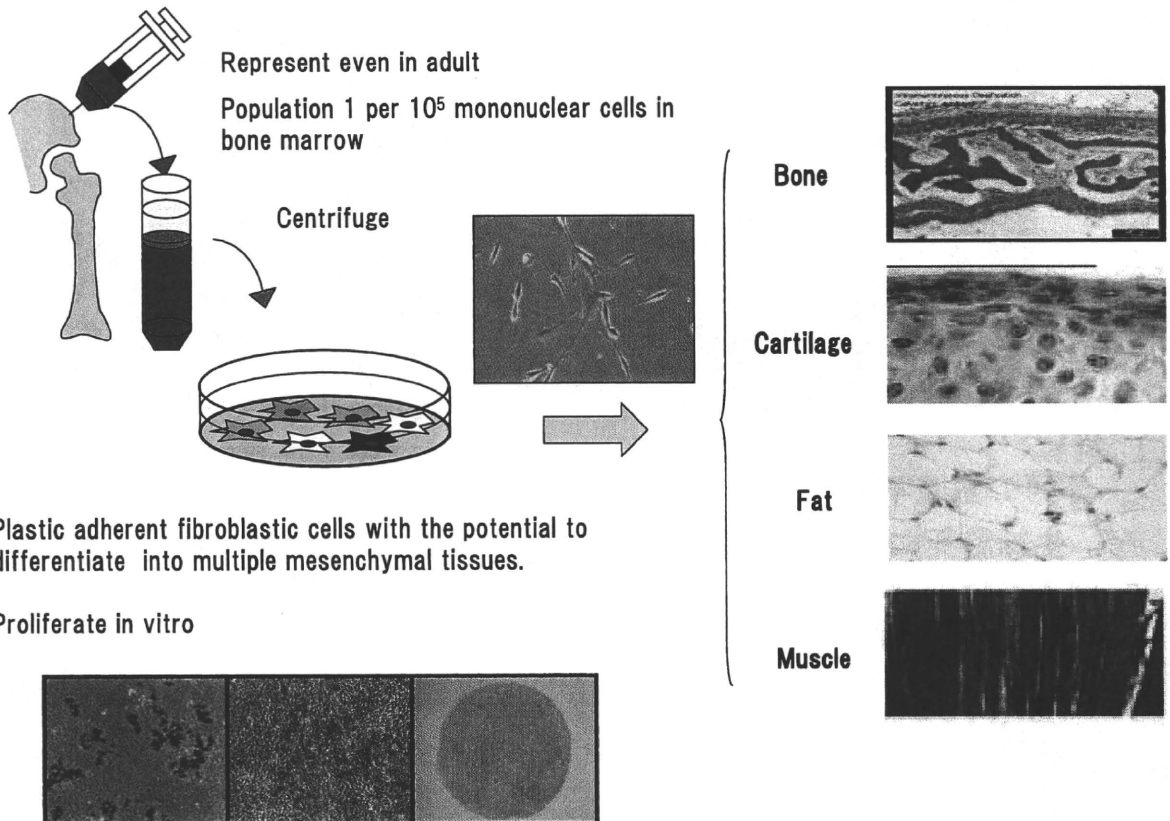 Represent even in adult
Population 1 per 10⁵ mononuclear cells in
bone marrow
Centrifuge
Plastic adherent fibroblastic cells with the potential to
differentiate into multiple mesenchymal tissues.
Proliferate in vitro
Bone
Cartilage
Fat
Muscle